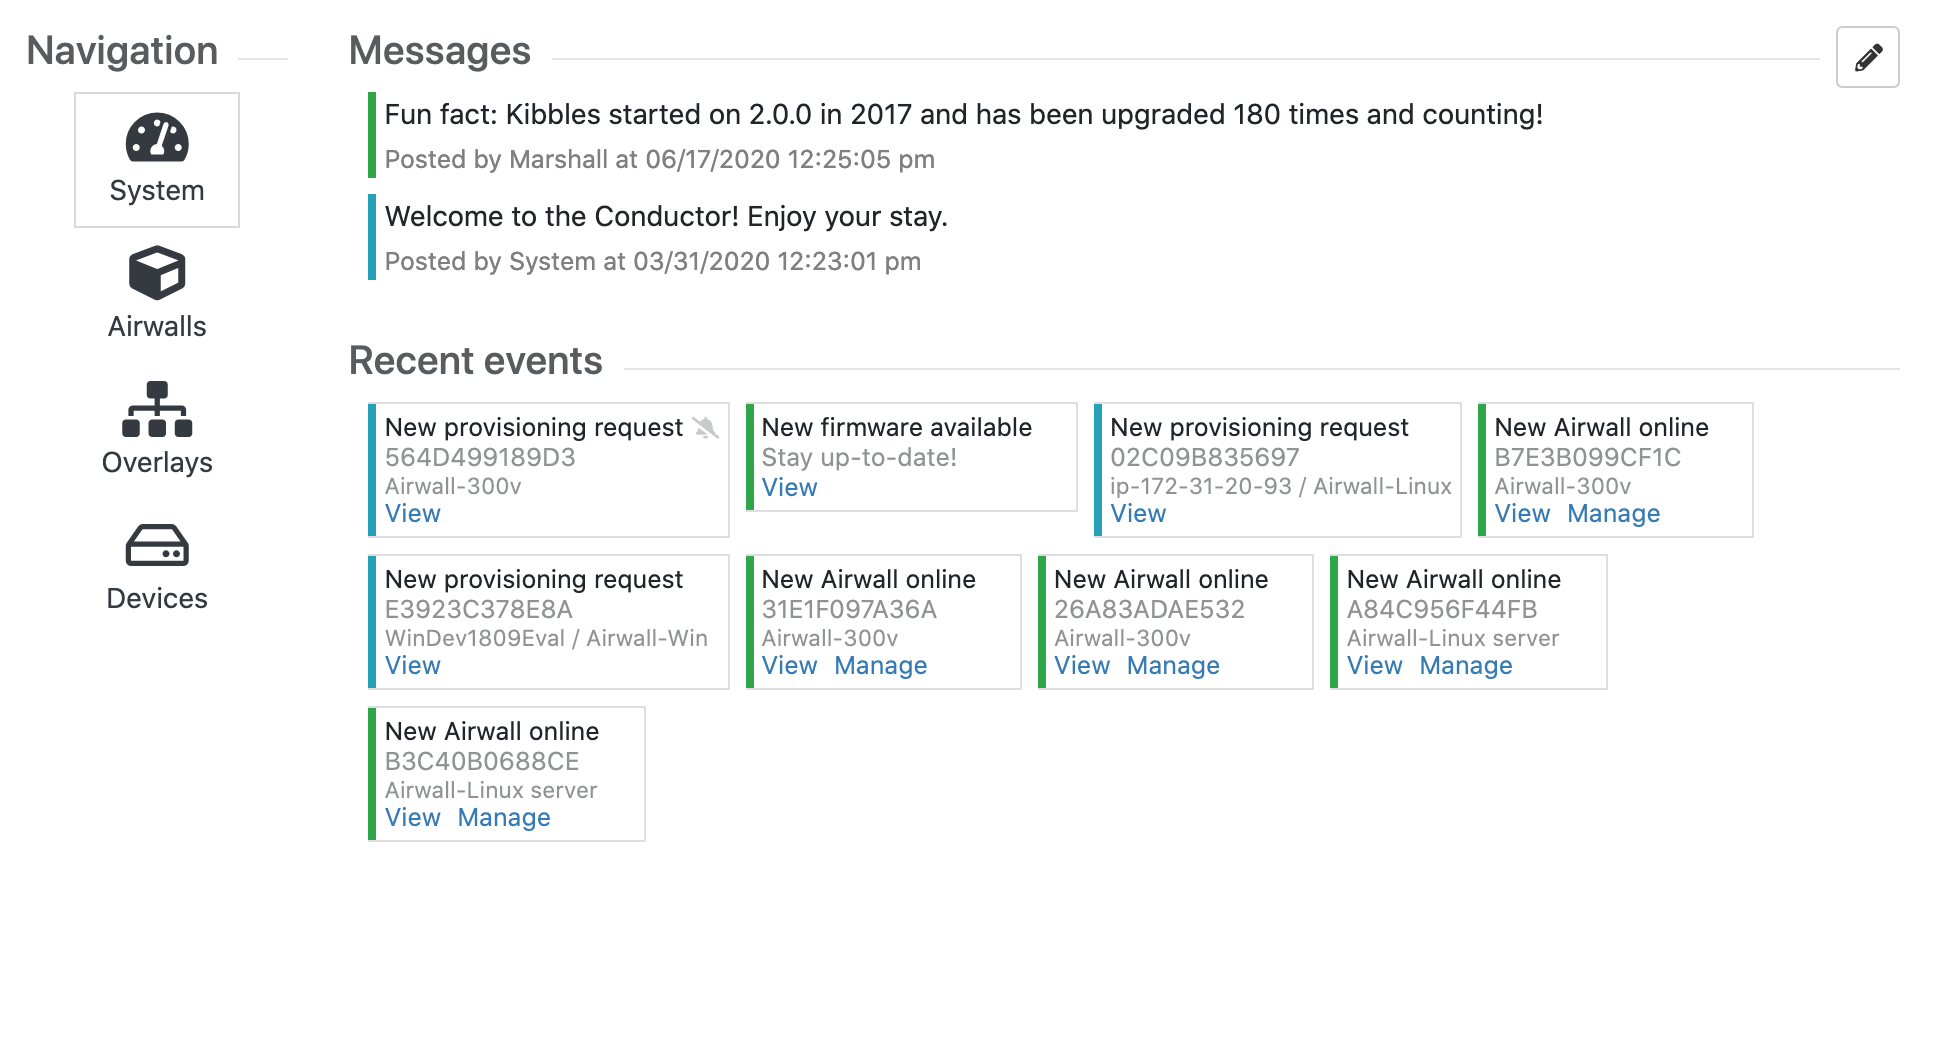 Navigation
System
Airwalls
Overlays
Devices
Messages
Fun fact: Kibbles started on 2.0.0 in 2017 and has been upgraded 180 times and counting!
Posted by Marshall at 06/17/2020 12:25:05 pm
Welcome to the Conductor! Enjoy your stay.
Posted by System at 03/31/2020 12:23:01 pm
Recent events
New provisioning request
564D499189D3
Airwall-300v
View
New firmware available
Stay up-to-date!
View
New provisioning request
02C09B835697
ip-172-31-20-93 / Airwall-Linux
View
New Airwall online
B7E3B099CF1C
Airwall-300v
View Manage
New provisioning request
E3923C378E8A
WinDev1809Eval / Airwall-Win
View
New Airwall online
31E1F097A36A
Airwall-300v
View Manage
New Airwall online
26A83ADAE532
Airwall-300v
View Manage
New Airwall online
A84C956F44FB
Airwall-Linux server
View Manage
New Airwall online
B3C40B0688CE
Airwall-Linux server
View Manage